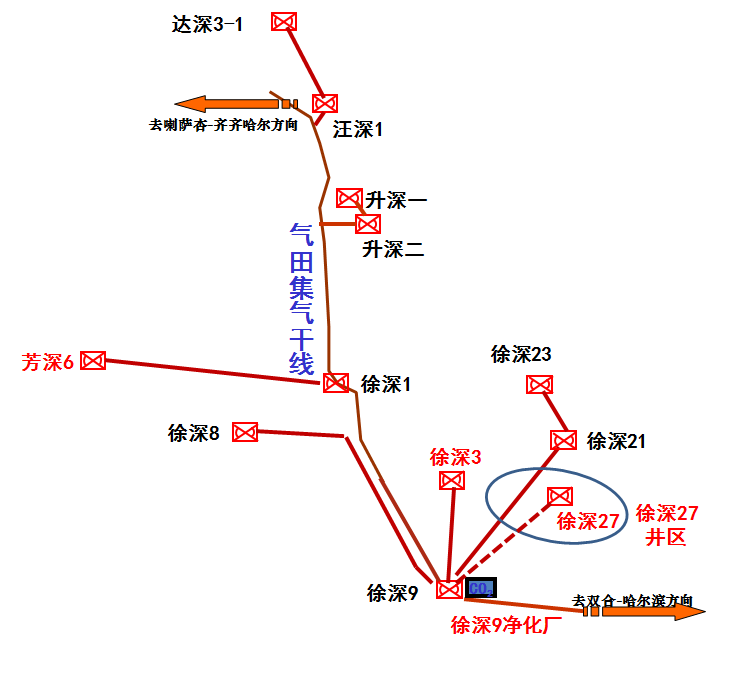 达深3-1
去喇萨杏-齐齐哈尔方向
汪深1
升深一
升深二
气田集气干线
徐深23
芳深6
徐深1
徐深8
徐深21
徐深3
徐深27
徐深27
井区
徐深9
CO₂
去双合-哈尔滨方向
徐深9净化厂